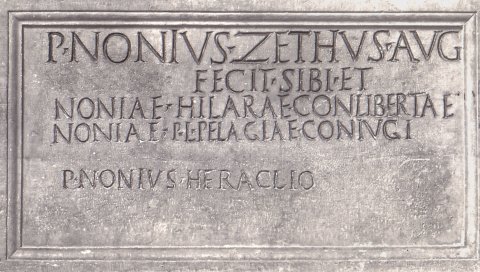 P·NONIVS·ZETHVS·AVG
FECIT·SIBI·ET
NONIAE·HILARAE·CONLIBERTAE
NONIAE·P·L·PELAGIAE·CONIVGI
P·NONIVS·HERACLIO